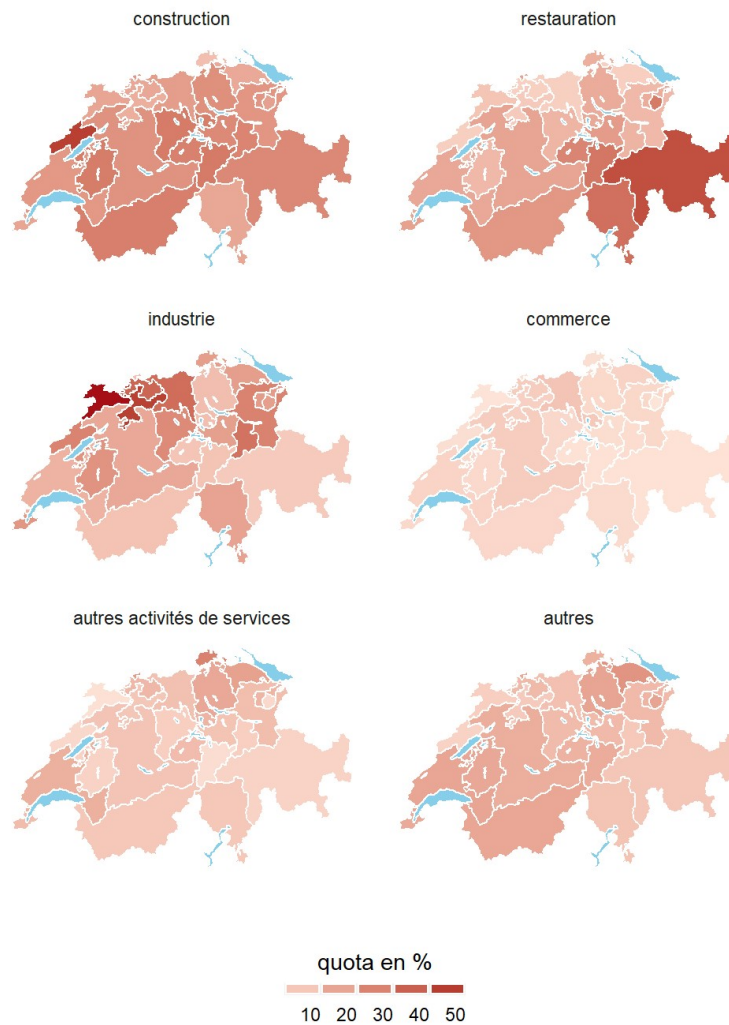 construction
restauration
industrie
commerce
autres activités de services
autres
quota en %
10 20 30 40 50